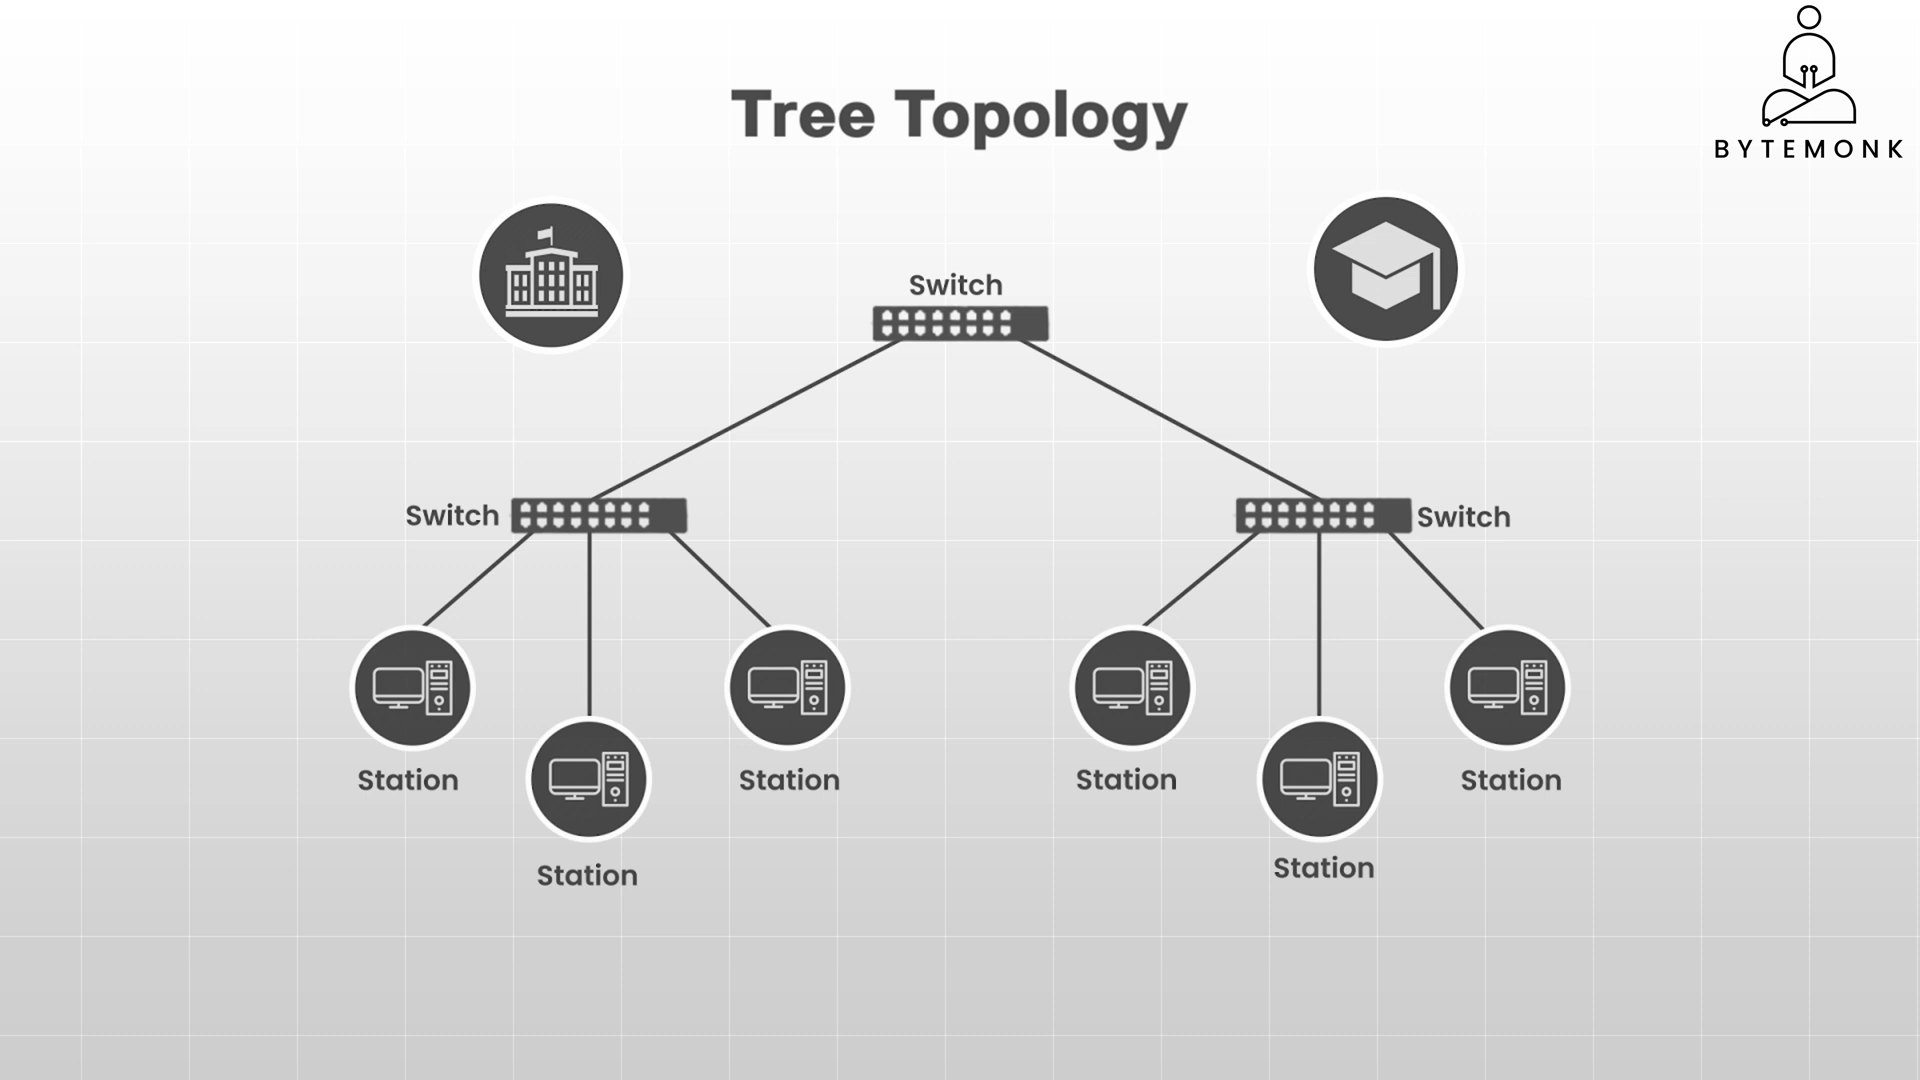 Tree Topology
BYTEMONK
Switch
Switch
Switch
Station
Station
Station
Station
Station
Station